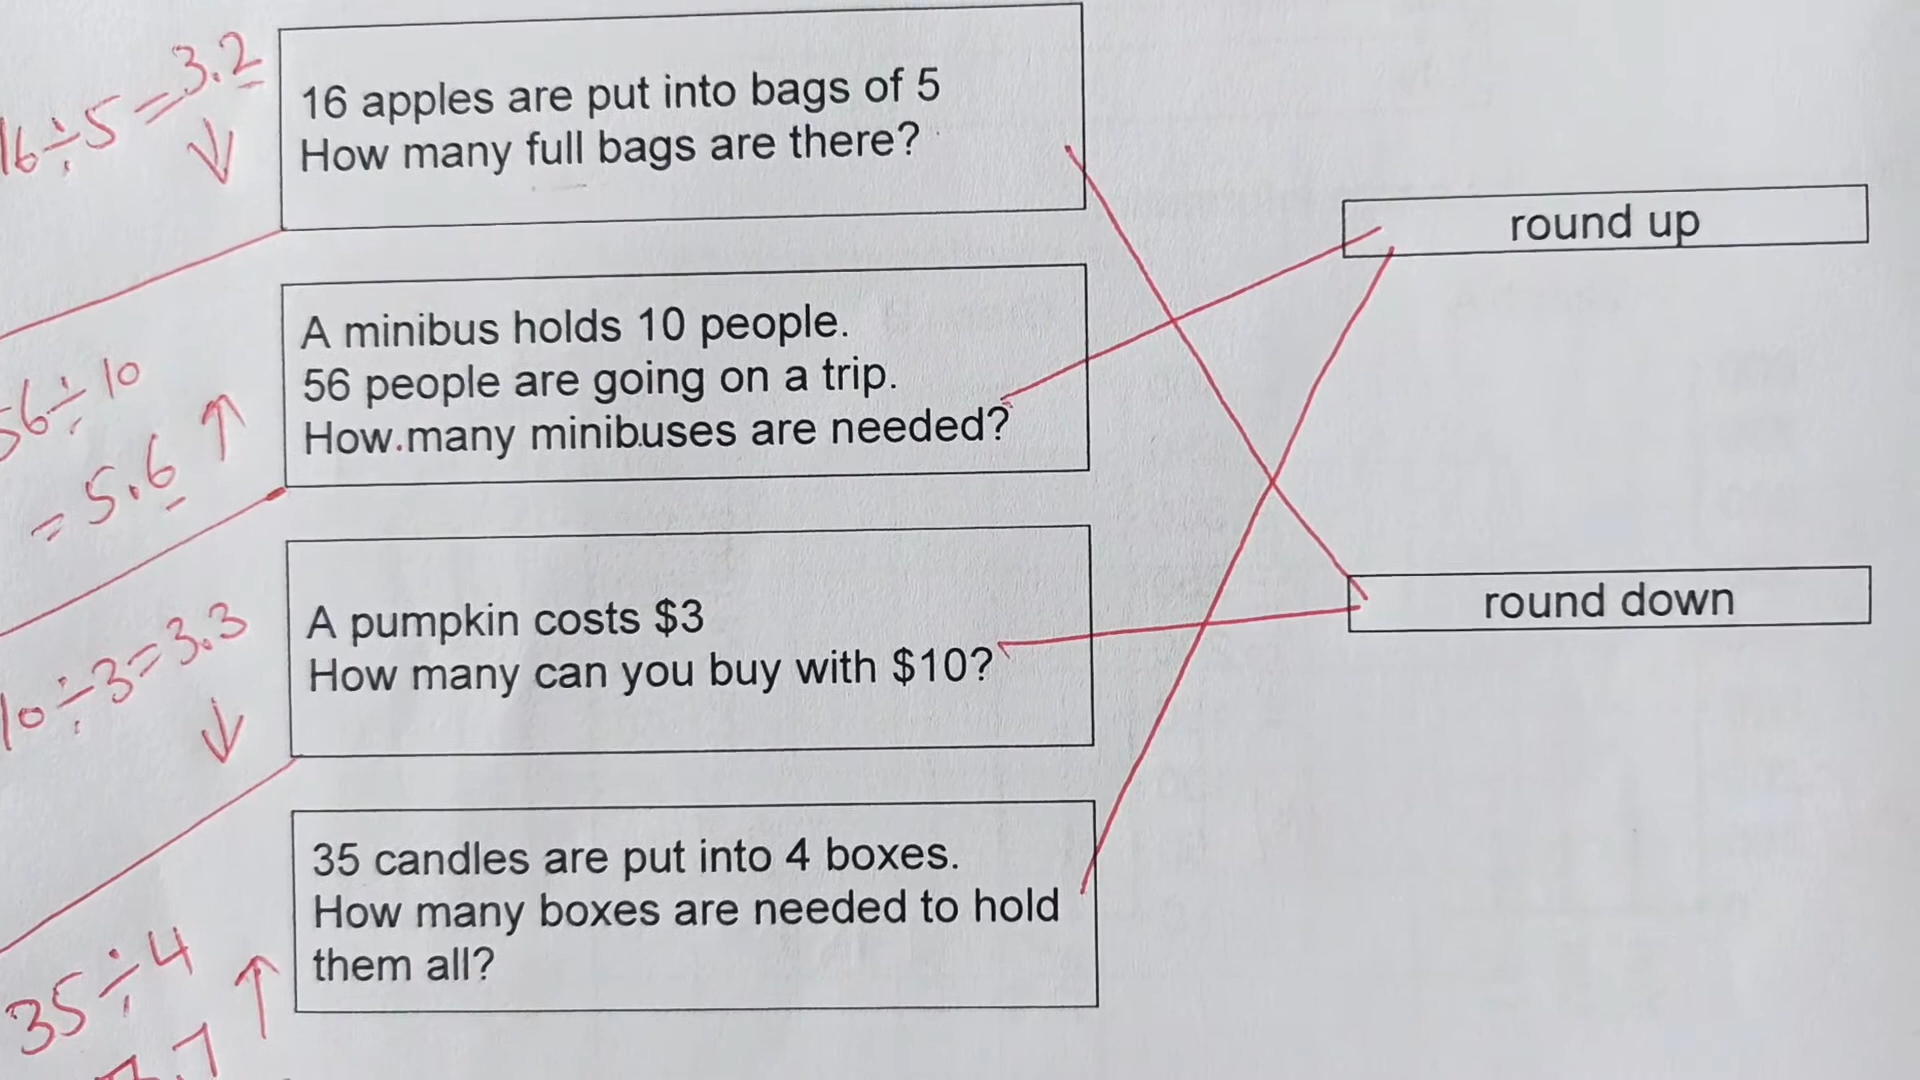 16÷5=3.2
16 apples are put into bags of 5
How many full bags are there?
round up
A minibus holds 10 people.
56 people are going on a trip.
How many minibuses are needed?
56÷10
=5.6
round down
A pumpkin costs $3
How many can you buy with $10?
10÷3=3.3
35 candles are put into 4 boxes.
How many boxes are needed to hold
them all?
35÷4